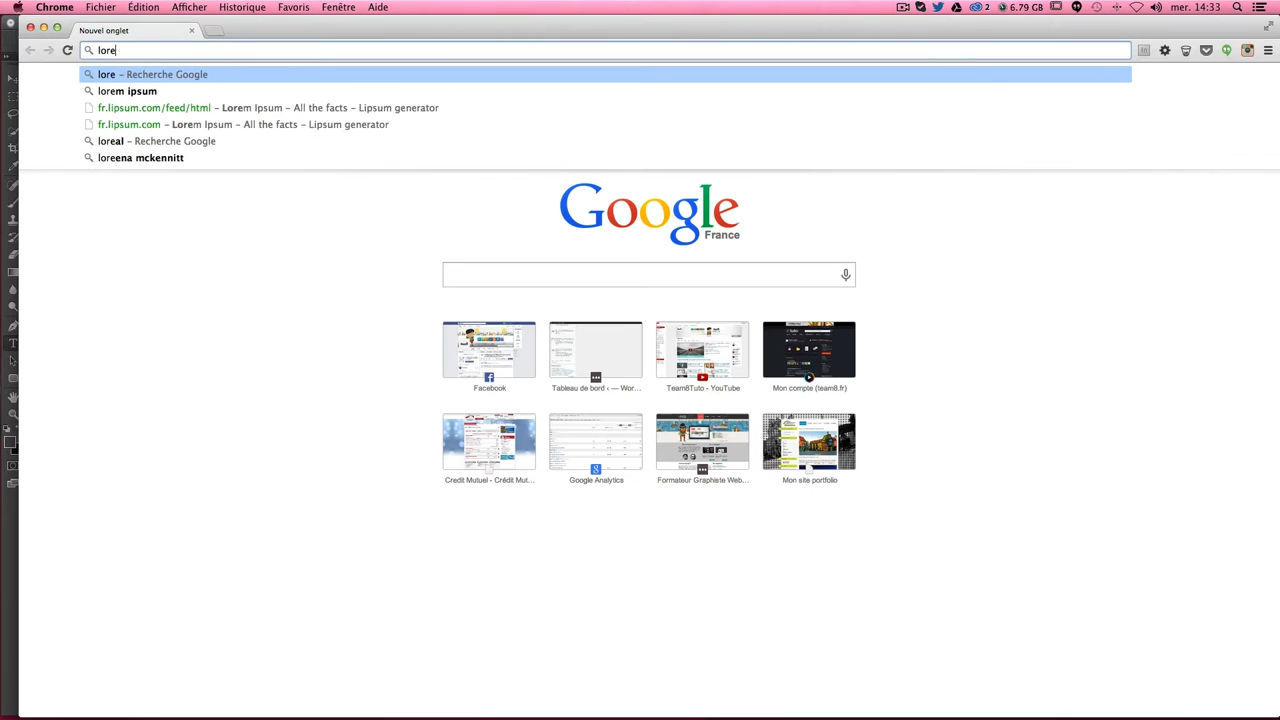 Chrome Fichier Édition Afficher Historique Favoris Fenêtre Aide 2 6.79 GB mer. 14:33
Nouvel onglet
lore
lore – Recherche Google
lorem ipsum
fr.lipsum.com/feed/html – Lorem Ipsum – All the facts – Lipsum generator
fr.lipsum.com – Lorem Ipsum – All the facts – Lipsum generator
loreal – Recherche Google
loreena mckennitt
Google
France
Facebook Tableau de bord ‹ — Wor... Team8Tuto - YouTube Mon compte (team8.fr)
Credit Mutuel - Crédit Mut... Google Analytics Formateur Graphiste Web... Mon site portfolio